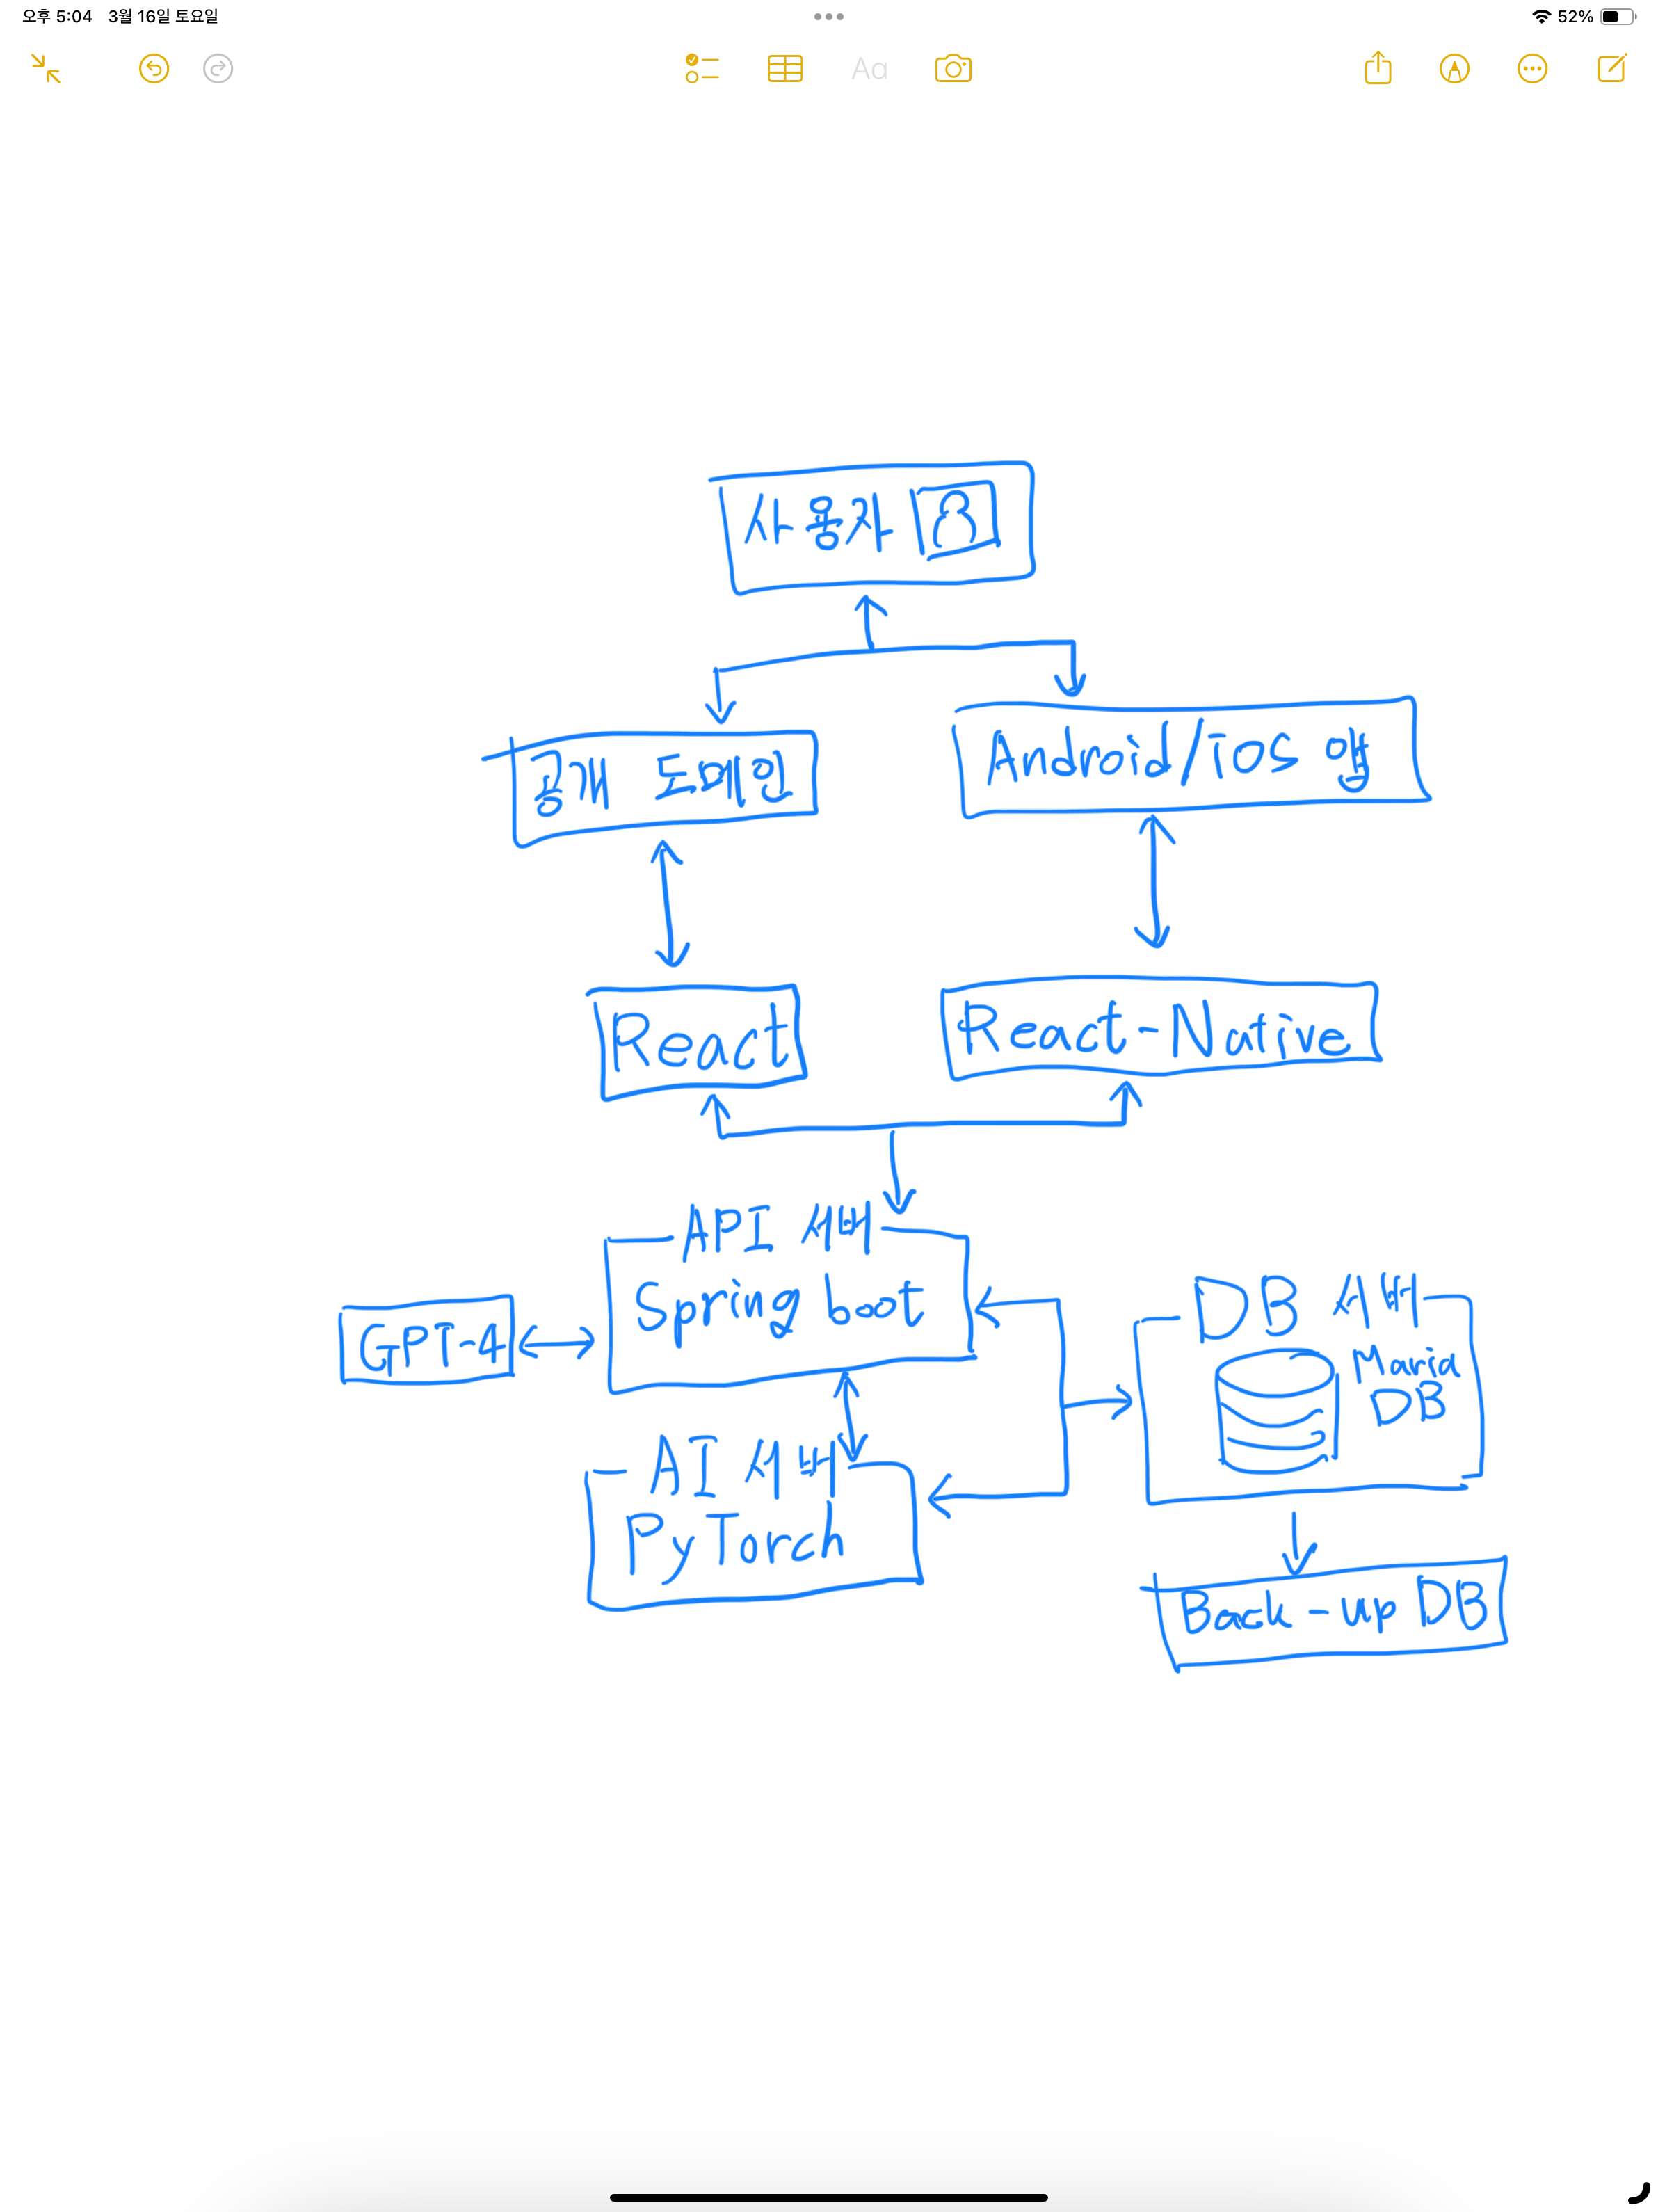 오후 5:04 3월 16일 토요일
52%
Aa
사용자
공개 도메인
Android/ios 앱
React
React-Native
API 서버
Spring boot
GPT-4
DB 서버
Maria
DB
AI 서버
PyTorch
Back-up DB